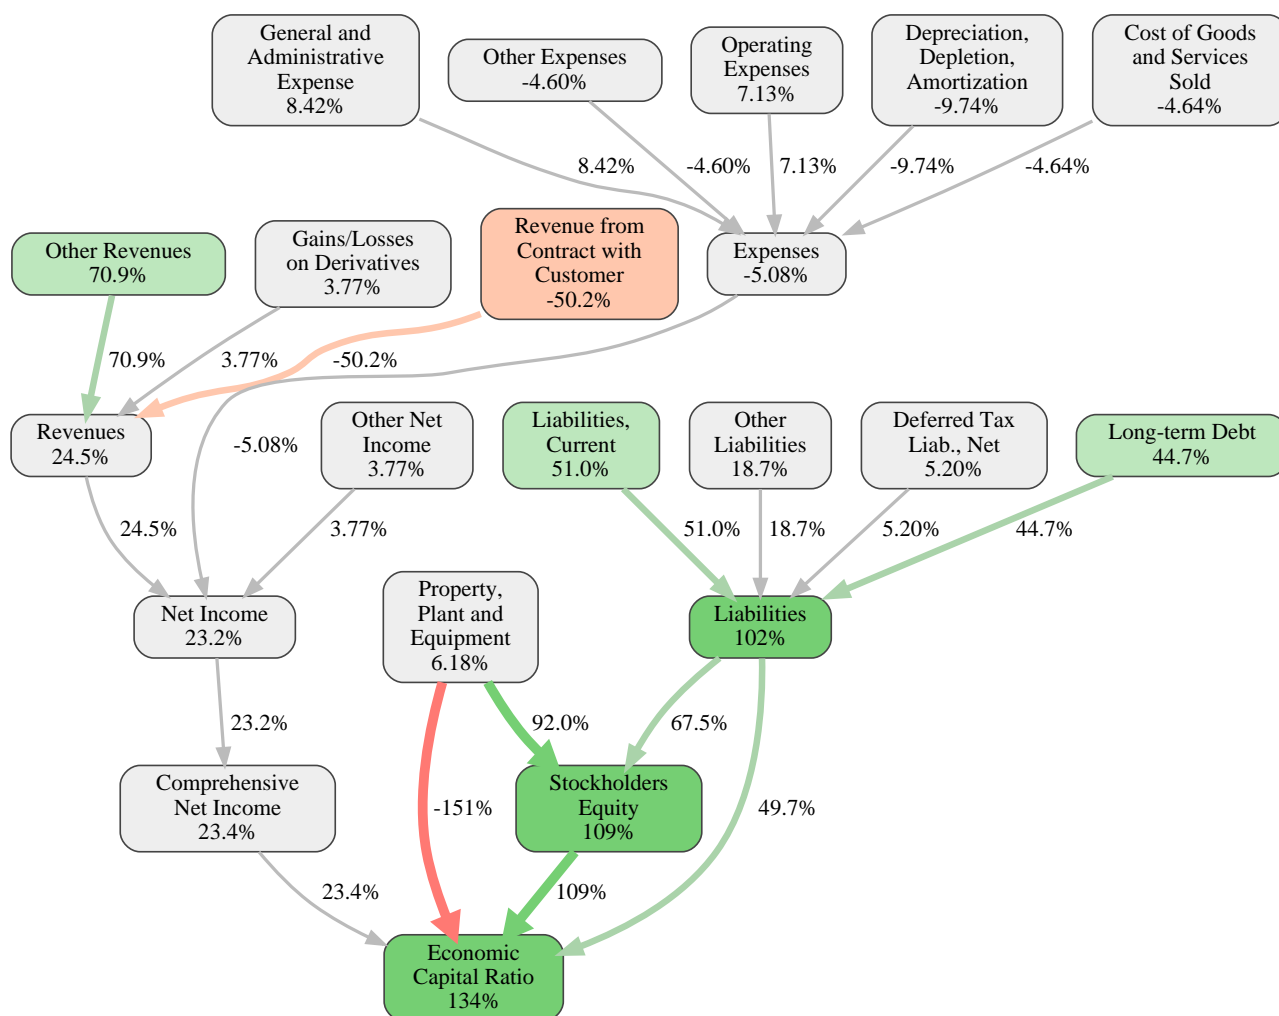 General and
Administrative
Expense
8.42%
Other Expenses
-4.60%
Operating
Expenses
7.13%
Depreciation,
Depletion,
Amortization
-9.74%
Cost of Goods
and Services
Sold
-4.64%
8.42%
-4.60%
7.13%
-9.74%
-4.64%
Other Revenues
70.9%
Gains/Losses
on Derivatives
3.77%
Revenue from
Contract with
Customer
-50.2%
Expenses
-5.08%
70.9%
3.77%
-50.2%
Revenues
24.5%
-5.08%
Other Net
Income
3.77%
Liabilities,
Current
51.0%
Other
Liabilities
18.7%
Deferred Tax
Liab., Net
5.20%
Long-term Debt
44.7%
24.5%
3.77%
51.0%
18.7%
5.20%
44.7%
Net Income
23.2%
Property,
Plant and
Equipment
6.18%
Liabilities
102%
23.2%
92.0%
67.5%
Comprehensive
Net Income
23.4%
-151%
Stockholders
Equity
109%
49.7%
23.4%
109%
Economic
Capital Ratio
134%